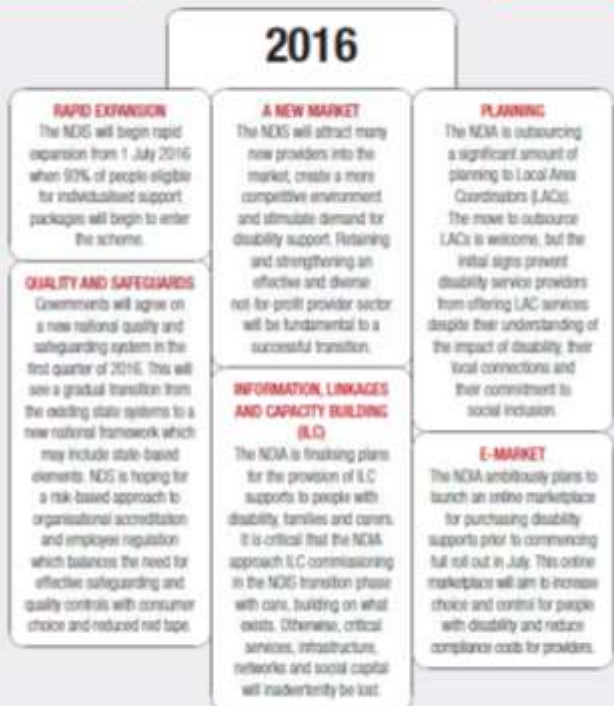 2016
RAPID EXPANSION
The NDIS will begin rapid
expansion from 1 July 2016
when 93% of people eligible
for individualised support
packages will begin to enter
the scheme.
QUALITY AND SAFEGUARDS
Governments will agree on
a new national quality and
safeguarding system in the
first quarter of 2016. This will
see a gradual transition from
the existing state systems to a
new national framework which
may include state-based
elements. NDS is hoping for
a risk-based approach to
organisational accreditation
and employee regulation
which balances the need for
effective safeguarding and
quality controls with consumer
choice and reduced red tape.
A NEW MARKET
The NDIS will attract many
new providers into the
market, create a more
competitive environment
and stimulate demand for
disability support. Retaining
and strengthening an
effective and diverse
not-for-profit provider sector
will be fundamental to a
successful transition.
INFORMATION, LINKAGES
AND CAPACITY BUILDING
(ILC)
The NDIA is finalising plans
for the provision of ILC
supports to people with
disability, families and carers.
It is critical that the NDIA
approach ILC commissioning
in the NDIS transition phase
with care, building on what
exists. Otherwise, critical
services, infrastructure,
networks and social capital
will inadvertently be lost.
PLANNING
The NDIA is outsourcing
a significant amount of
planning to Local Area
Coordinators (LACs).
The move to outsource
LACs is welcome, but the
initial signs prevent
disability service providers
from offering LAC services
despite their understanding of
the impact of disability, their
local connections and
their commitment to
social inclusion.
E-MARKET
The NDIA ambitiously plans to
launch an online marketplace
for purchasing disability
supports prior to commencing
full roll out in July. This online
marketplace will aim to increase
choice and control for people
with disability and reduce
compliance costs for providers.